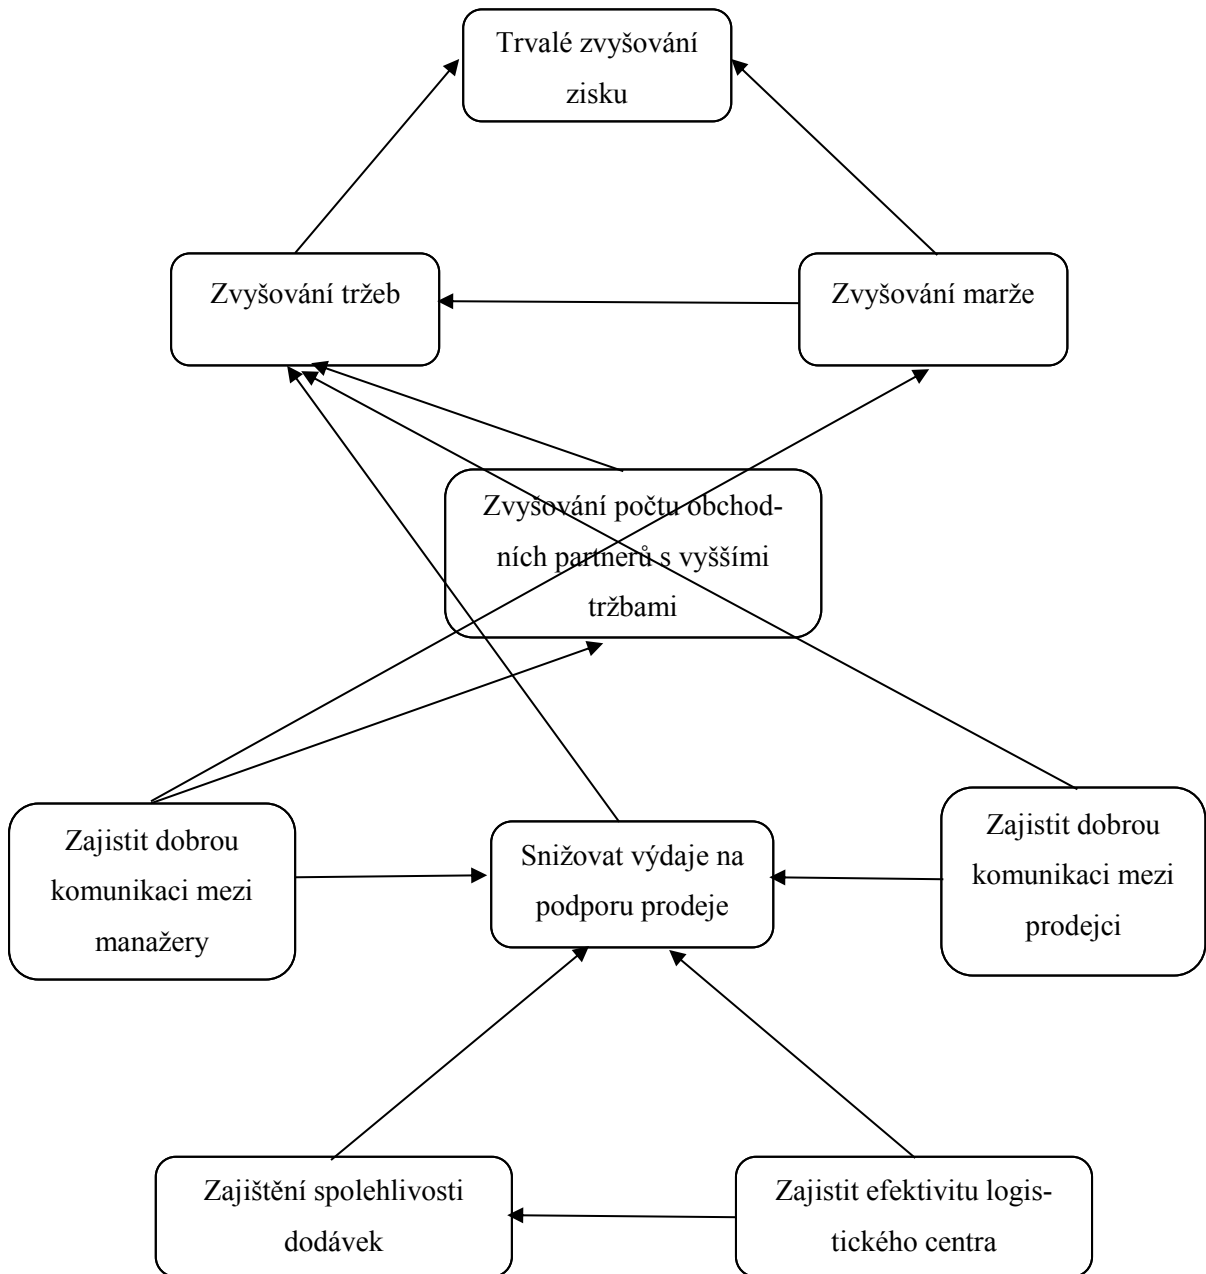 Trvalé zvyšování
zisku
Zvyšování tržeb
Zvyšování marže
Zvyšování počtu obchod-
ních partnerů s vyššími
tržbami
Zajistit dobrou
komunikaci mezi
manažery
Snižovat výdaje na
podporu prodeje
Zajistit dobrou
komunikaci mezi
prodejci
Zajištění spolehlivosti
dodávek
Zajistit efektivitu logis-
tického centra